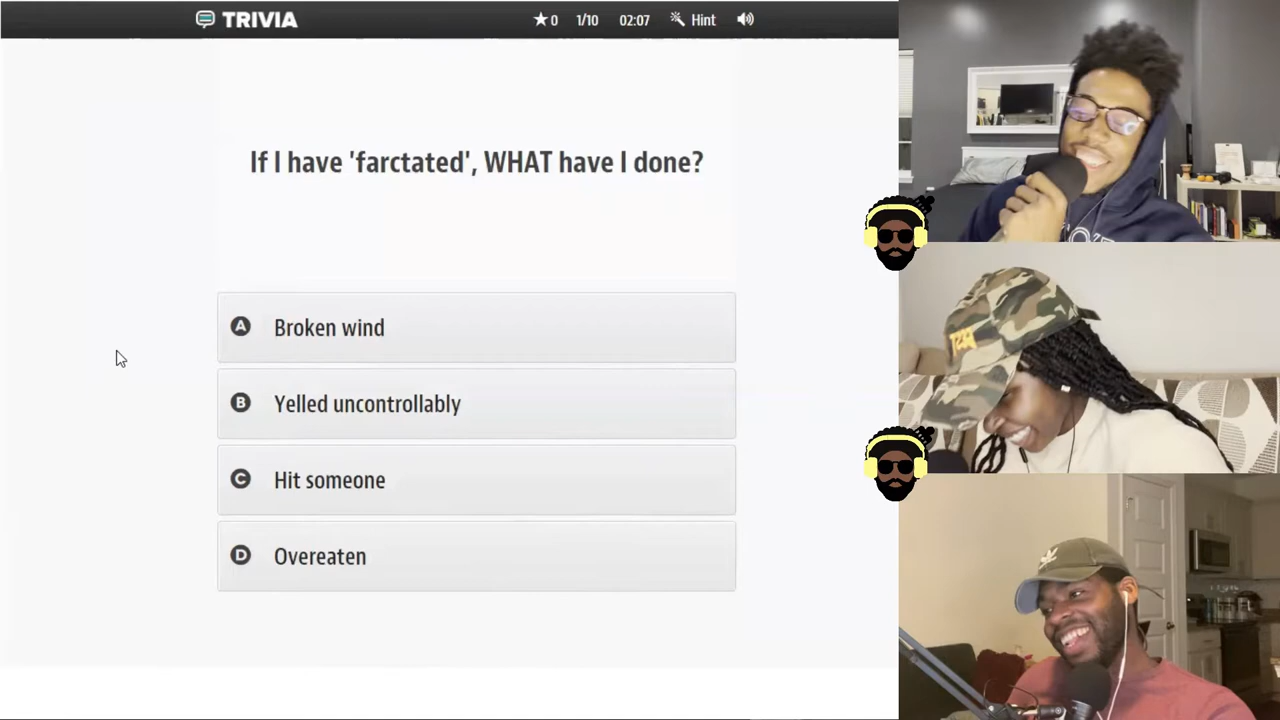 TRIVIA
0
1/10
02:07
Hint
If I have 'farctated', WHAT have I done?
A Broken wind
B Yelled uncontrollably
C Hit someone
D Overeaten